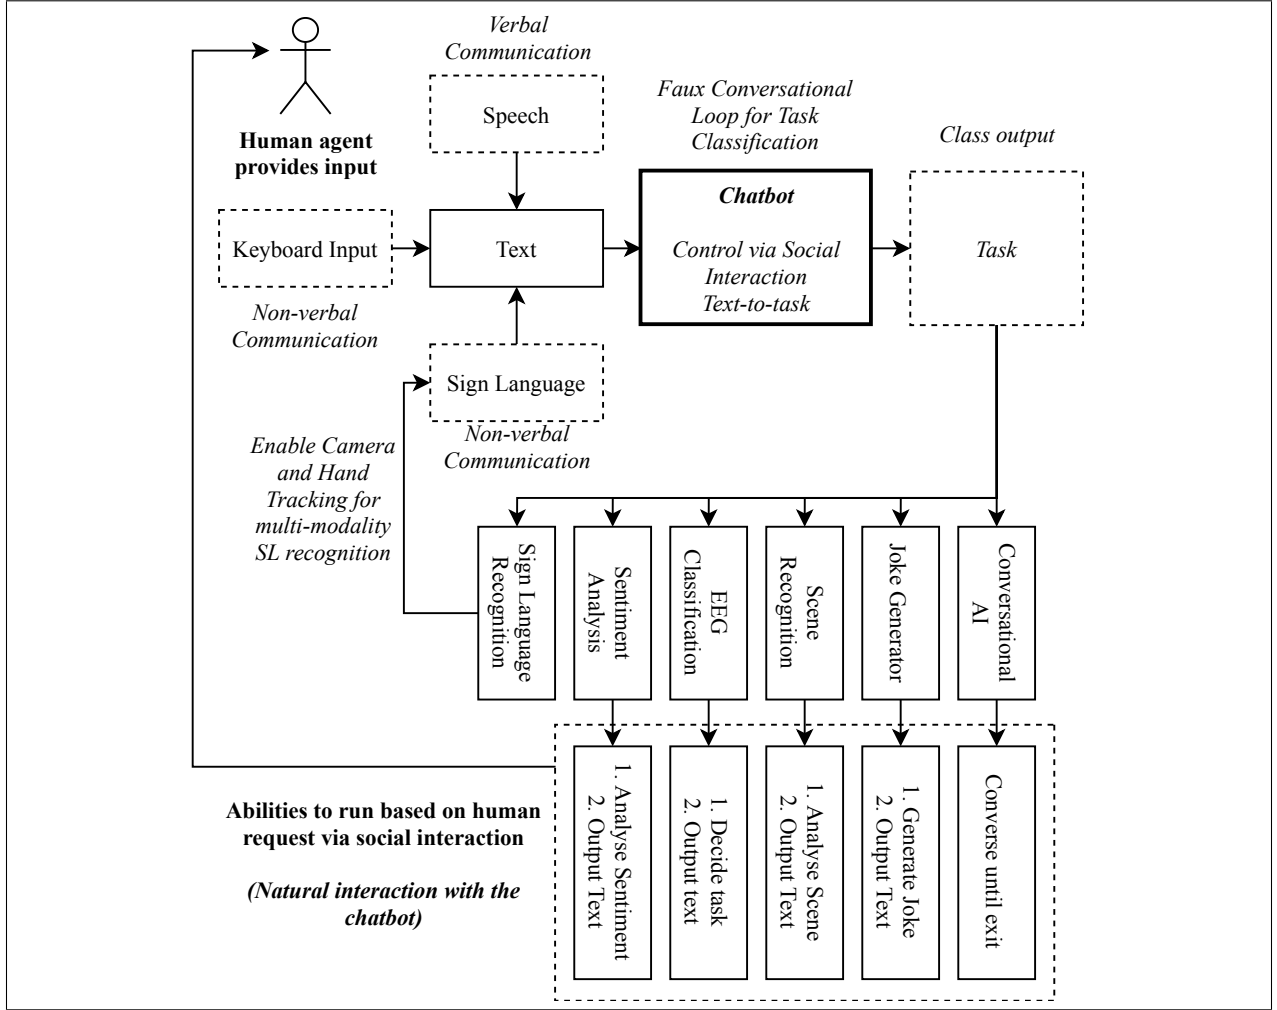 Verbal
Communication
Speech
Human agent
provides input
Faux Conversational
Loop for Task
Classification
Class output
Keyboard Input
Non-verbal
Communication
Text
Chatbot
Control via Social
Interaction
Text-to-task
Task
Sign Language
Non-verbal
Communication
Enable Camera
and Hand
Tracking for
multi-modality
SL recognition
Sign Language
Recognition
Sentiment
Analysis
EEG
Classification
Scene
Recognition
Joke Generator
Conversational
AI
Abilities to run based on human
request via social interaction
(Natural interaction with the
chatbot)
1. Analyse Sentiment
2. Output Text
1. Decide task
2. Output text
1. Analyse Scene
2. Output Text
1. Generate Joke
2. Output Text
Converse until exit